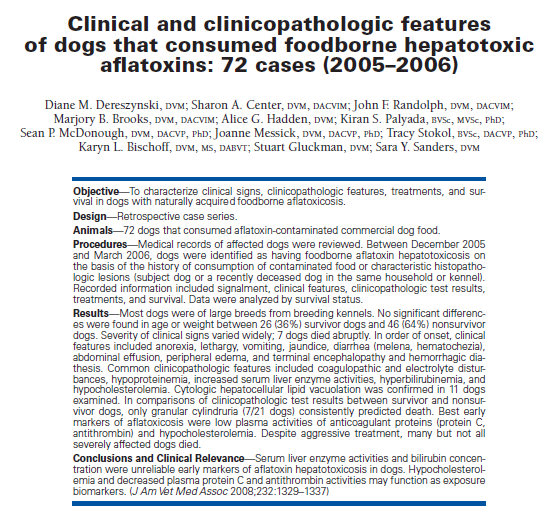 Clinical and clinicopathologic features
of dogs that consumed foodborne hepatotoxic
aflatoxins: 72 cases (2005–2006)
Diane M. Dereszynski, DVM; Sharon A. Center, DVM, DACVIM; John F. Randolph, DVM, DACVIM;
Marjory B. Brooks, DVM, DACVIM; Alice G. Hadden, DVM; Kiran S. Palyada, BVSc, MVSc, PhD;
Sean P. McDonough, DVM, DACVP, PhD; Joanne Messick, DVM, DACVP, PhD; Tracy Stokol, BVSc, DACVP, PhD;
Karyn L. Bischoff, DVM, MS, DABVT; Stuart Gluckman, DVM; Sara Y. Sanders, DVM
Objective—To characterize clinical signs, clinicopathologic features, treatments, and sur-
vival in dogs with naturally acquired foodborne aflatoxicosis.
Design—Retrospective case series.
Animals—72 dogs that consumed aflatoxin-contaminated commercial dog food.
Procedures—Medical records of affected dogs were reviewed. Between December 2005
and March 2006, dogs were identified as having foodborne aflatoxin hepatotoxicosis on
the basis of the history of consumption of contaminated food or characteristic histopatho-
logic lesions (subject dog or a recently deceased dog in the same household or kennel).
Recorded information included signalment, clinical features, clinicopathologic test results,
treatments, and survival. Data were analyzed by survival status.
Results—Most dogs were of large breeds from breeding kennels. No significant differenc-
es were found in age or weight between 26 (36%) survivor dogs and 46 (64%) nonsurvivor
dogs. Severity of clinical signs varied widely; 7 dogs died abruptly. In order of onset, clinical
features included anorexia, lethargy, vomiting, jaundice, diarrhea (melena, hematochezia),
abdominal effusion, peripheral edema, and terminal encephalopathy and hemorrhagic dia-
thesis. Common clinicopathologic features included coagulopathic and electrolyte distur-
bances, hypoproteinemia, increased serum liver enzyme activities, hyperbilirubinemia, and
hypocholesterolemia. Cytologic hepatocellular lipid vacuolation was confirmed in 11 dogs
examined. In comparisons of clinicopathologic test results between survivor and nonsur-
vivor dogs, only granular cylindruria (7/21 dogs) consistently predicted death. Best early
markers of aflatoxicosis were low plasma activities of anticoagulant proteins (protein C,
antithrombin) and hypocholesterolemia. Despite aggressive treatment, many but not all
severely affected dogs died.
Conclusions and Clinical Relevance—Serum liver enzyme activities and bilirubin concen-
tration were unreliable early markers of aflatoxin hepatotoxicosis in dogs. Hypocholesterol-
emia and decreased plasma protein C and antithrombin activities may function as exposure
biomarkers. (J Am Vet Med Assoc 2008;232:1329–1337)